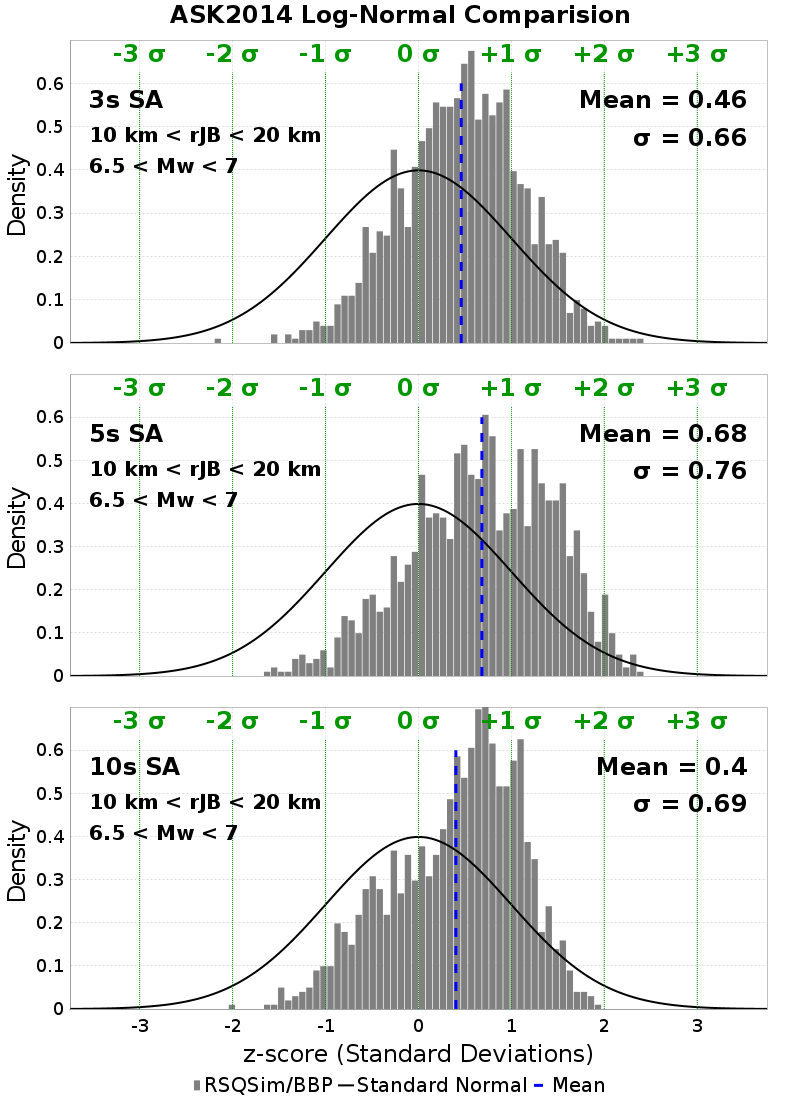 ASK2014 Log-Normal Comparision
-3 σ -2 σ -1 σ 0 σ +1 σ +2 σ +3 σ
3s SA
Mean = 0.46
10 km < rJB < 20 km
σ = 0.66
6.5 < Mw < 7
Density
0.6
0.5
0.4
0.3
0.2
0.1
0
-3 σ -2 σ -1 σ 0 σ +1 σ +2 σ +3 σ
5s SA
Mean = 0.68
10 km < rJB < 20 km
σ = 0.76
6.5 < Mw < 7
Density
0.6
0.5
0.4
0.3
0.2
0.1
0
-3 σ -2 σ -1 σ 0 σ +1 σ +2 σ +3 σ
10s SA
Mean = 0.4
10 km < rJB < 20 km
σ = 0.69
6.5 < Mw < 7
Density
0.6
0.5
0.4
0.3
0.2
0.1
0
-3 -2 -1 0 1 2 3
z-score (Standard Deviations)
RSQSim/BBP Standard Normal Mean